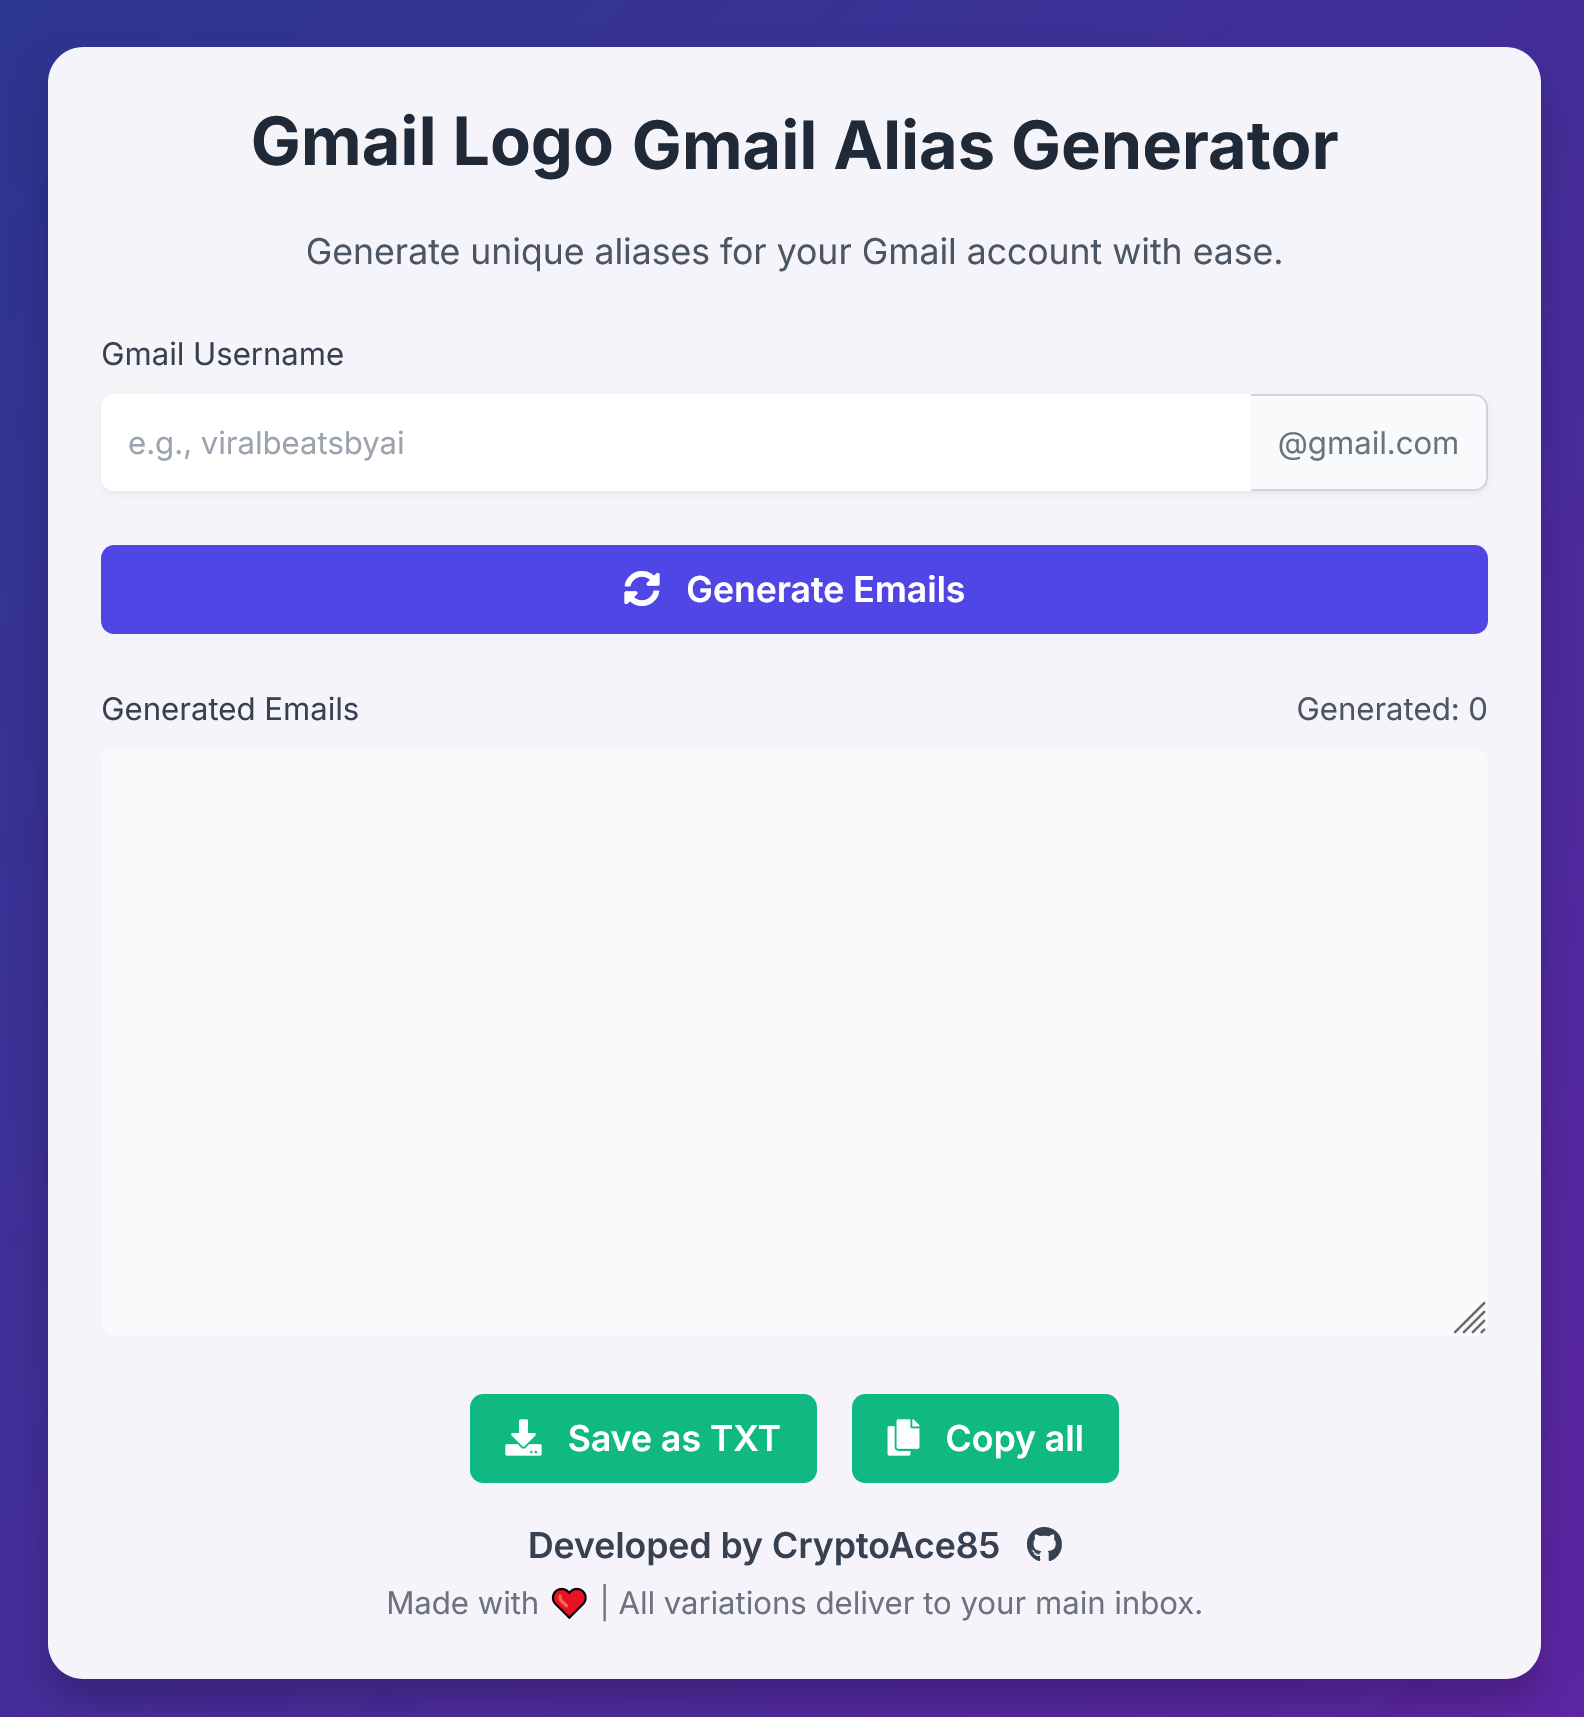 Gmail Logo Gmail Alias Generator
Generate unique aliases for your Gmail account with ease.
Gmail Username
e.g., viralbeatsbyai
@gmail.com
Generate Emails
Generated Emails
Generated: 0
Save as TXT
Copy all
Developed by CryptoAce85
Made with ❤️ | All variations deliver to your main inbox.